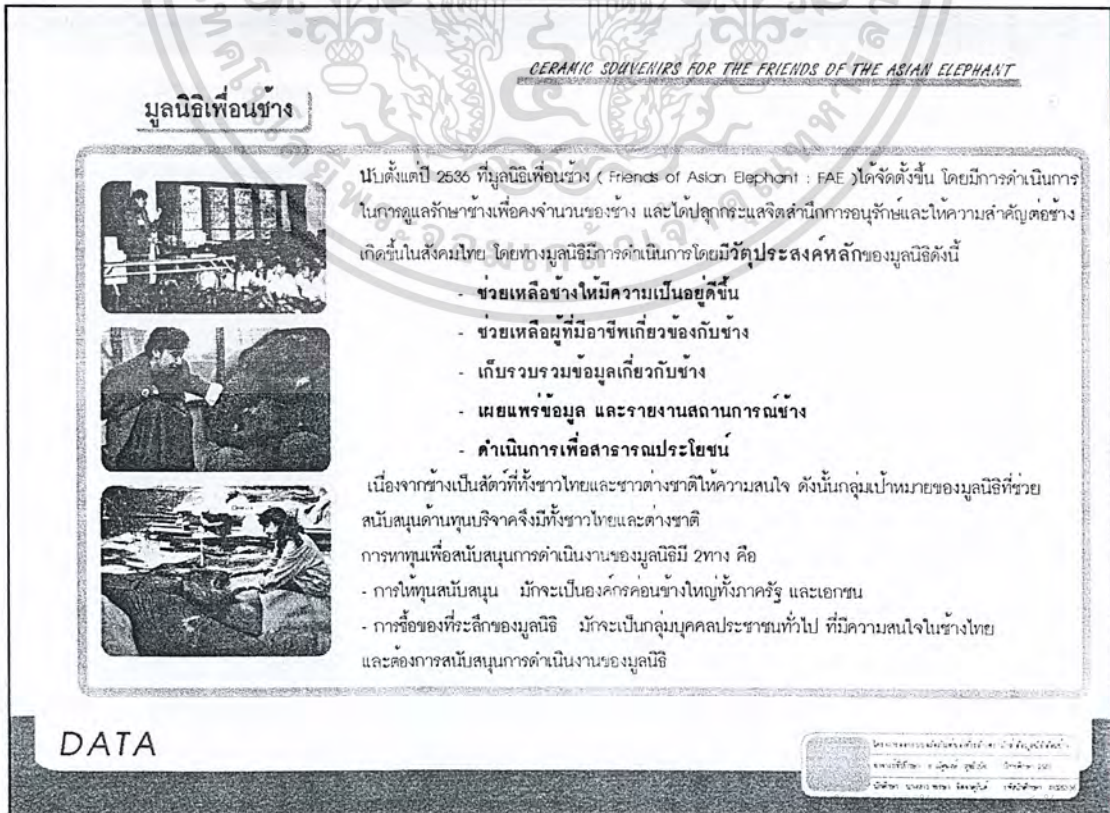 CERAMIC SOUVENIRS FOR THE FRIENDS OF THE ASIAN ELEPHANT
มูลนิธิเพื่อนช้าง
นับตั้งแต่ปี 2536 ที่มูลนิธิเพื่อนช้าง ( Friends of Asian Elephant : FAE )ได้จัดตั้งขึ้น โดยมีการดำเนินการ
ในการดูแลรักษาช้างเพื่อคงจำนวนของช้าง และได้ปลุกกระแสจิตสำนึกการอนุรักษ์และให้ความสำคัญต่อช้าง
เกิดขึ้นในสังคมไทย โดยทางมูลนิธิมีการดำเนินการโดยมีวัตถุประสงค์หลักของมูลนิธิดังนี้
- ช่วยเหลือช้างให้มีความเป็นอยู่ดีขึ้น
- ช่วยเหลือผู้ที่มีอาชีพเกี่ยวข้องกับช้าง
- เก็บรวบรวมข้อมูลเกี่ยวกับช้าง
- เผยแพร่ข้อมูล และรายงานสถานการณ์ช้าง
- ดำเนินการเพื่อสาธารณประโยชน์
เนื่องจากช้างเป็นสัตว์ที่ทั้งชาวไทยและชาวต่างชาติให้ความสนใจ ดังนั้นกลุ่มเป้าหมายของมูลนิธิที่ช่วย
สนับสนุนด้านทุนบริจาคจึงมีทั้งชาวไทยและต่างชาติ
การหาทุนเพื่อสนับสนุนการดำเนินงานของมูลนิธิมี 2ทาง คือ
- การให้ทุนสนับสนุน มักจะเป็นองค์กรค่อนข้างใหญ่ทั้งภาครัฐ และเอกชน
- การซื้อของที่ระลึกของมูลนิธิ มักจะเป็นกลุ่มบุคคลประชาชนทั่วไป ที่มีความสนใจในช้างไทย
และต้องการสนับสนุนการดำเนินงานของมูลนิธิ
DATA